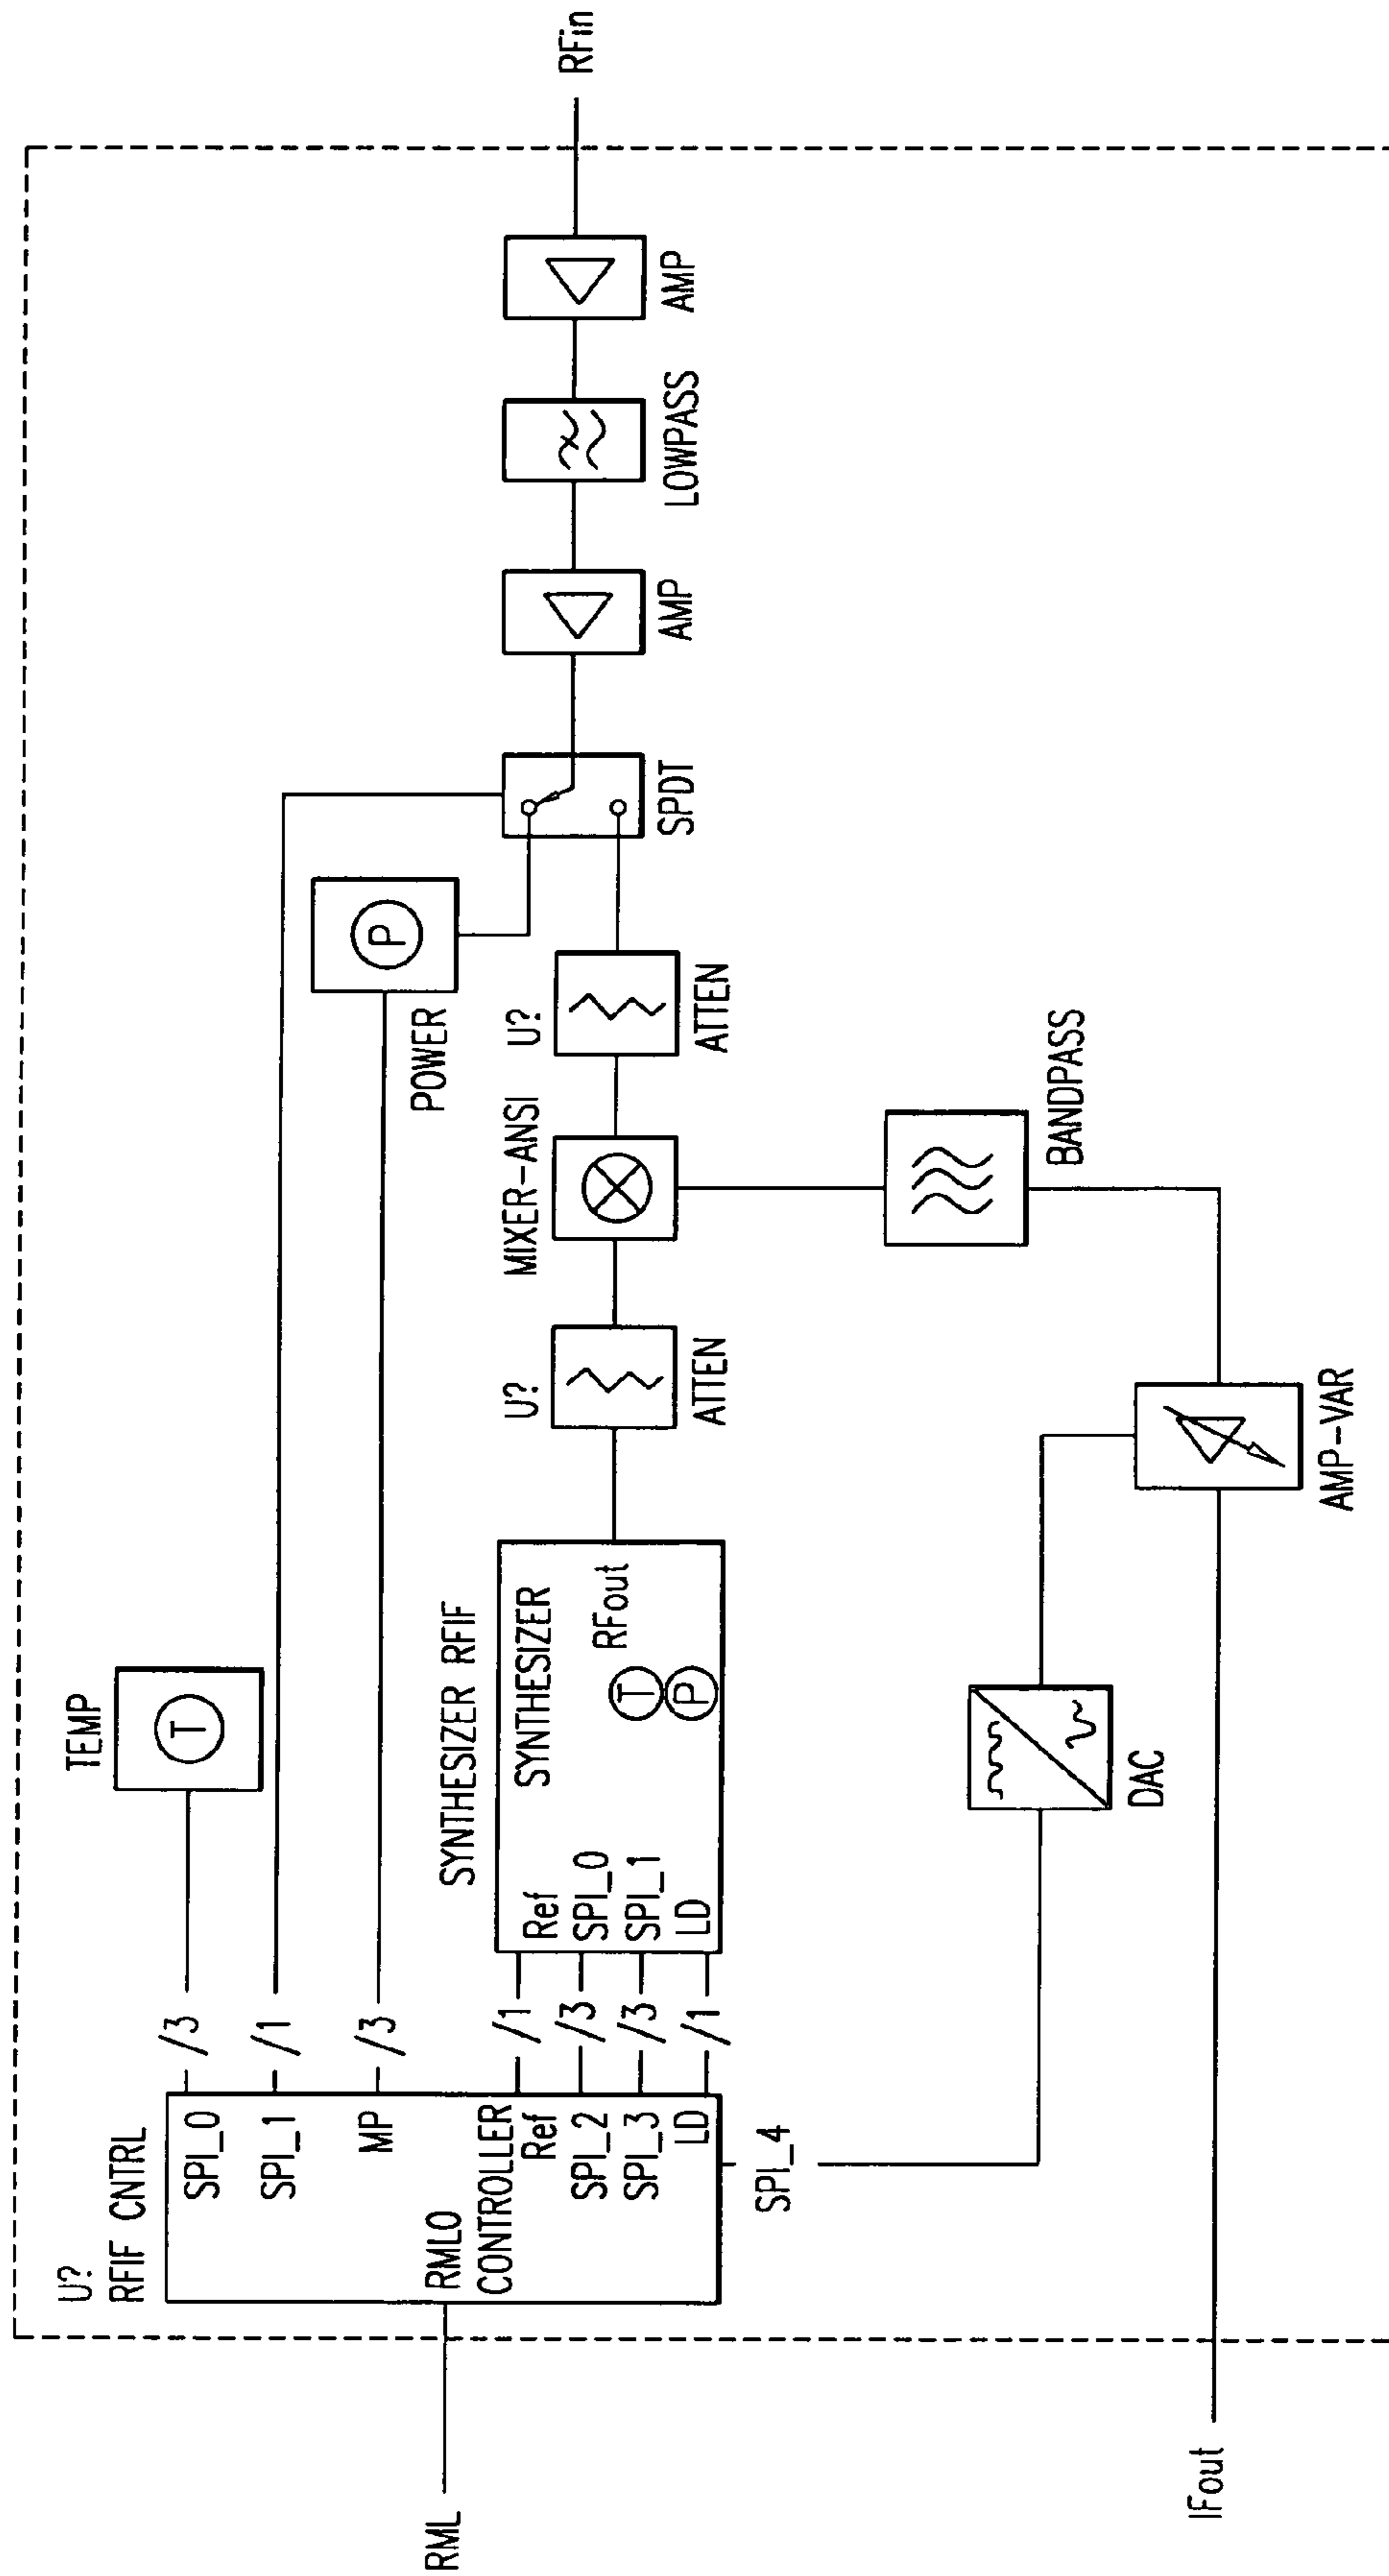 RFin
AMP
LOWPASS
AMP
SPDT
P
POWER
U?
ATTEN
MIXER-ANSI
BANDPASS
U?
ATTEN
AMP-VAR
TEMP
T
SYNTHESIZER RFIF
SYNTHESIZER
RFout
T
P
Ref
SPI_0
SPI_1
LD
DAC
/3
/1
/3
/1
/3
/3
/1
U?
RFIF CNTRL
SPI_0
SPI_1
MP
RML0
CONTROLLER
Ref
SPI_2
SPI_3
LD
SPI_4
RML
IFout